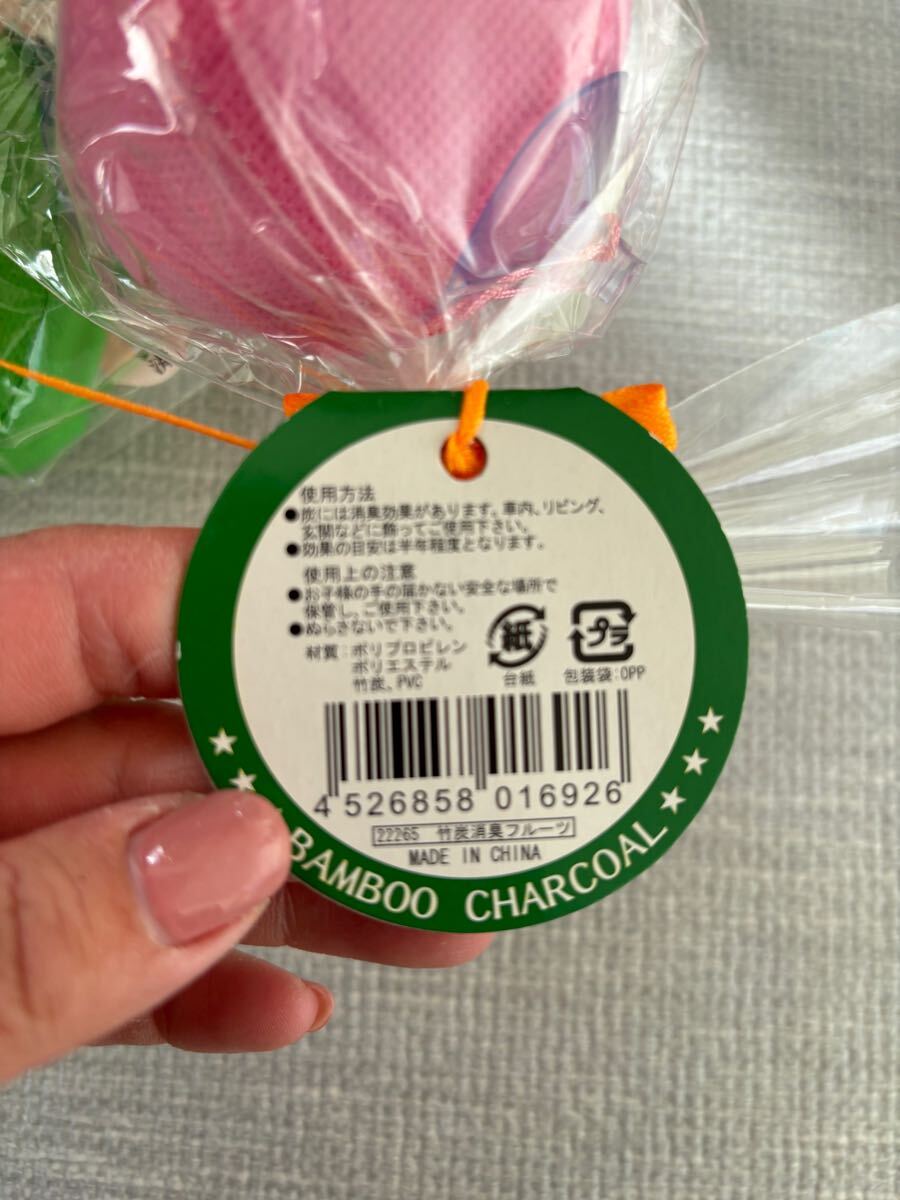 使用方法
●炭には消臭効果があります。車内、リビング、
玄関などに飾ってご使用下さい。
●効果の目安は半年程度となります。
使用上の注意
●お子様の手の届かない安全な場所で
保管し、ご使用下さい。
●ぬらさないで下さい。
材質：ポリプロピレン
ポリエステル
竹炭、PVC
紙
台紙
プラ
包装袋：OPP
4 526858 016926
22265 竹炭消臭フルーツ
MADE IN CHINA
BAMBOO CHARCOAL